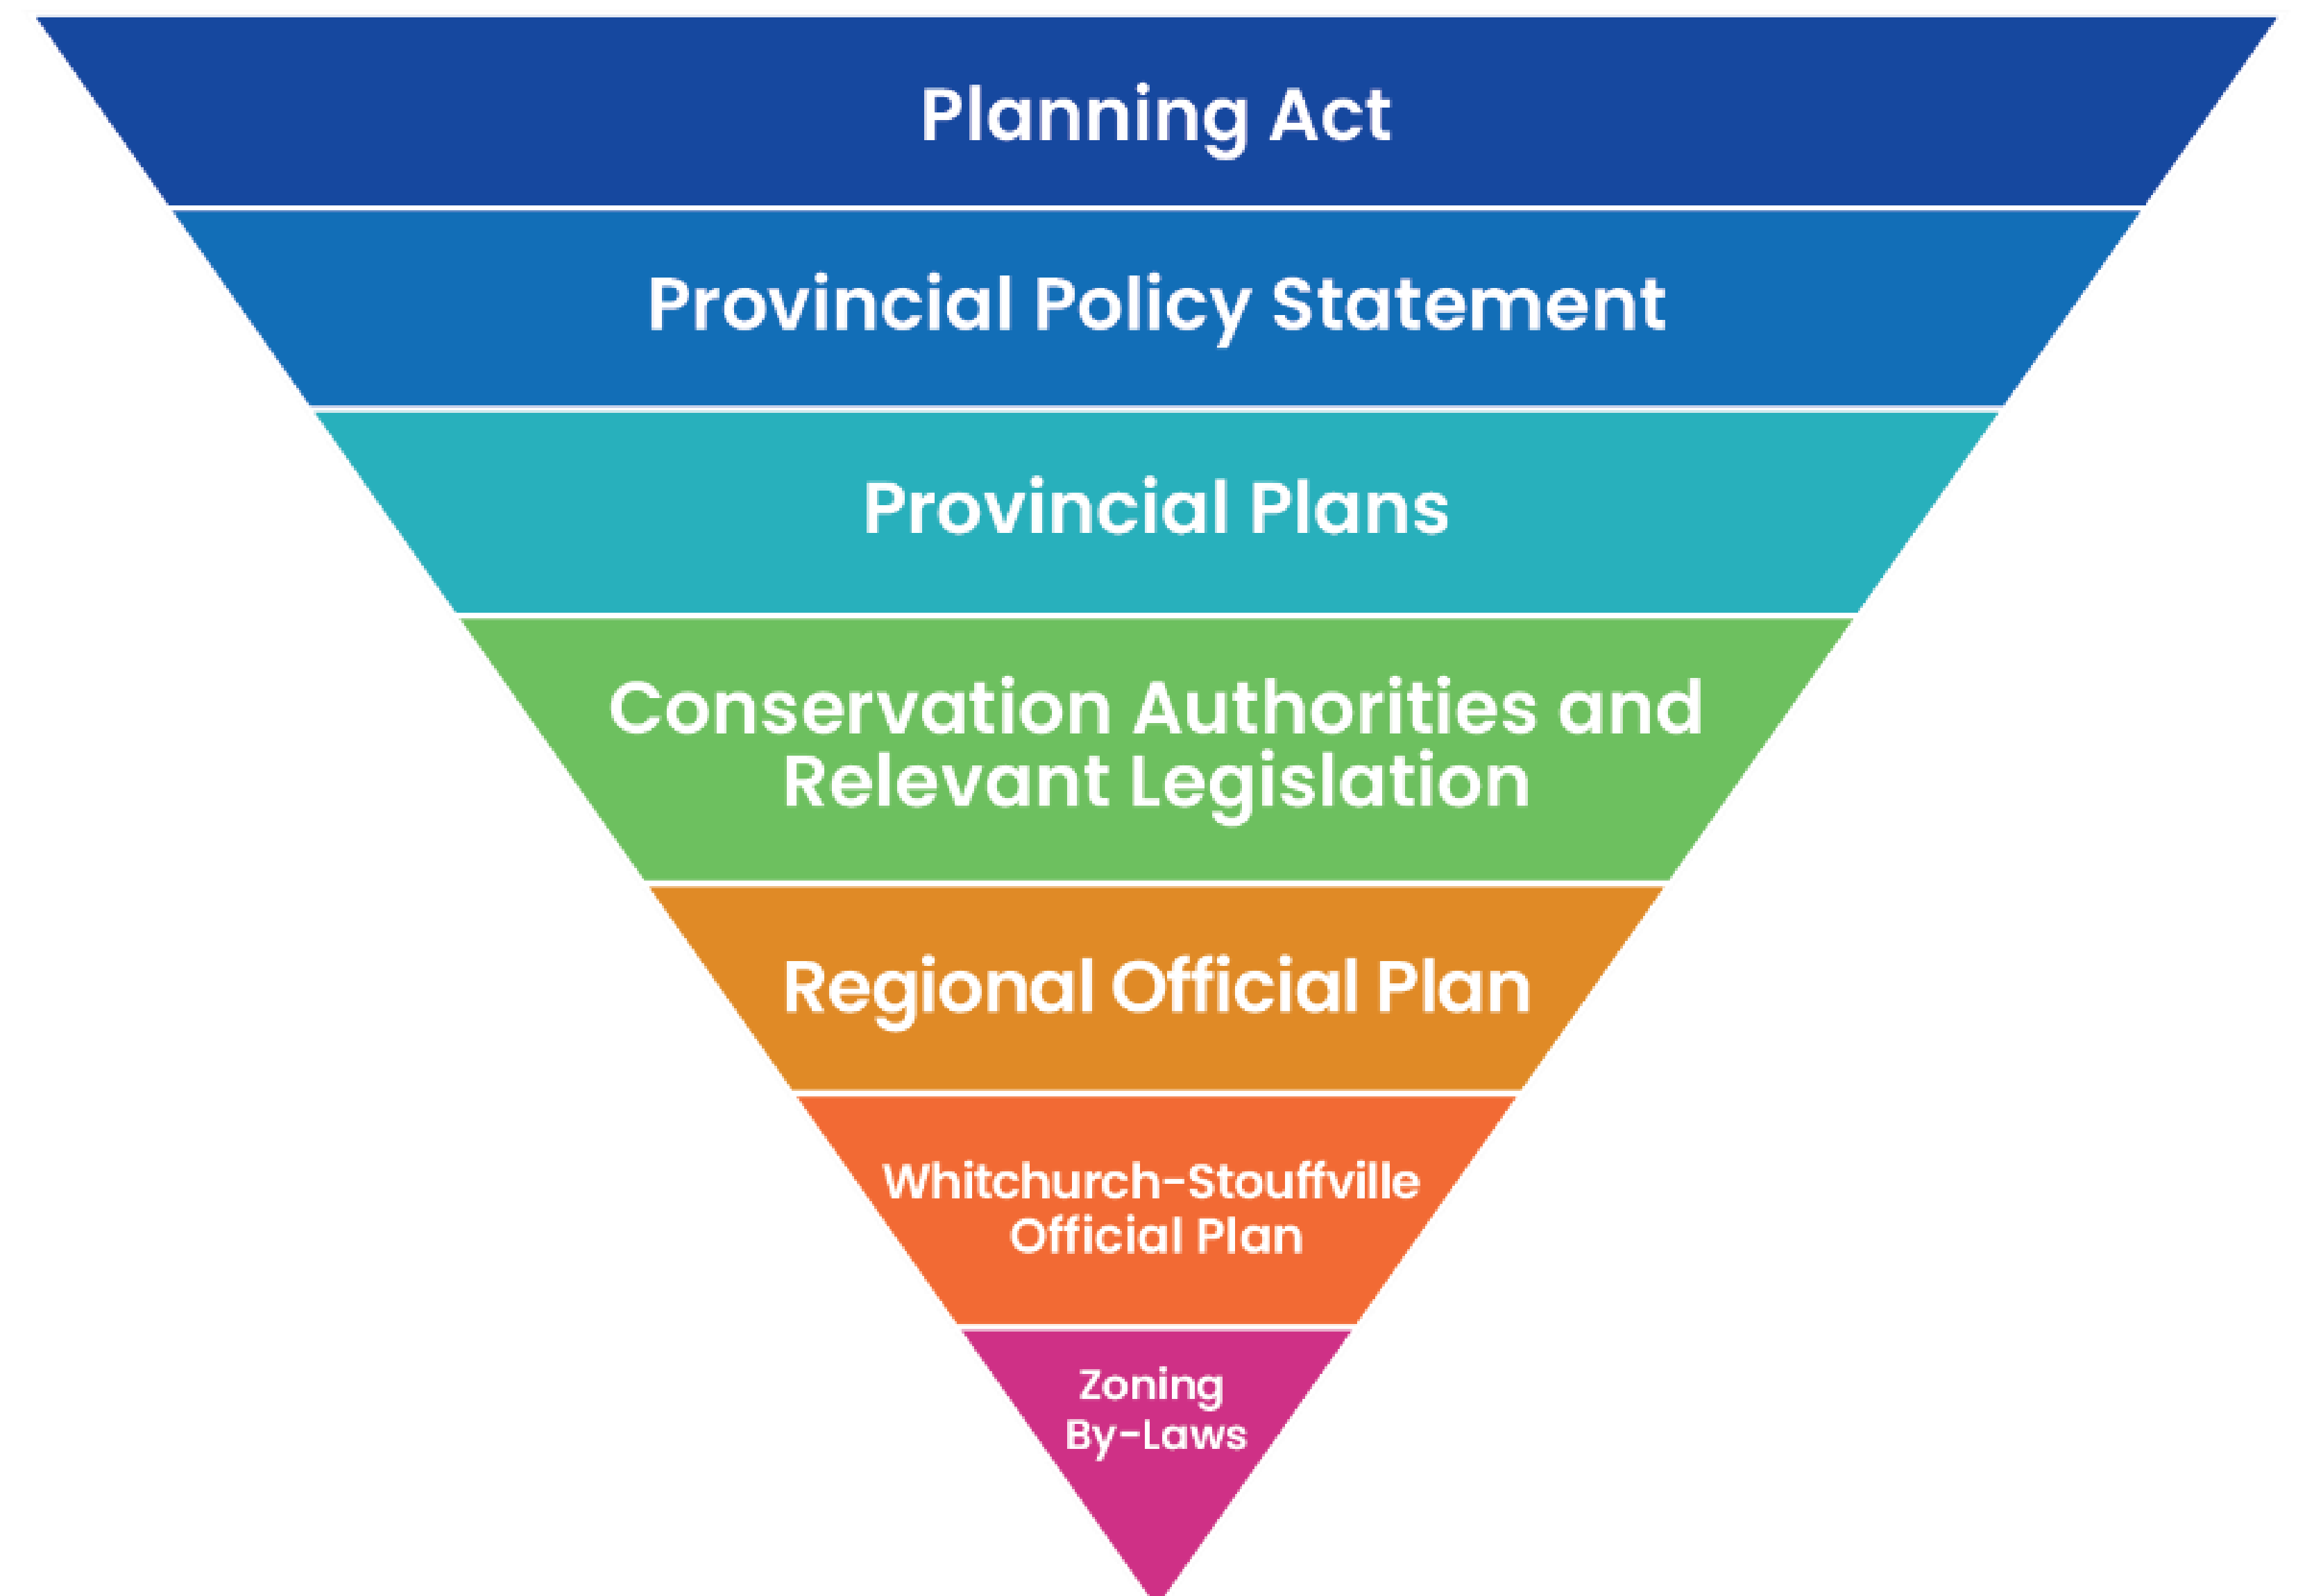 Planning Act
Provincial Policy Statement
Provincial Plans
Conservation Authorities and
Relevant Legislation
Regional Official Plan
Whitchurch-Stouffville
Official Plan
Zoning
By-Laws